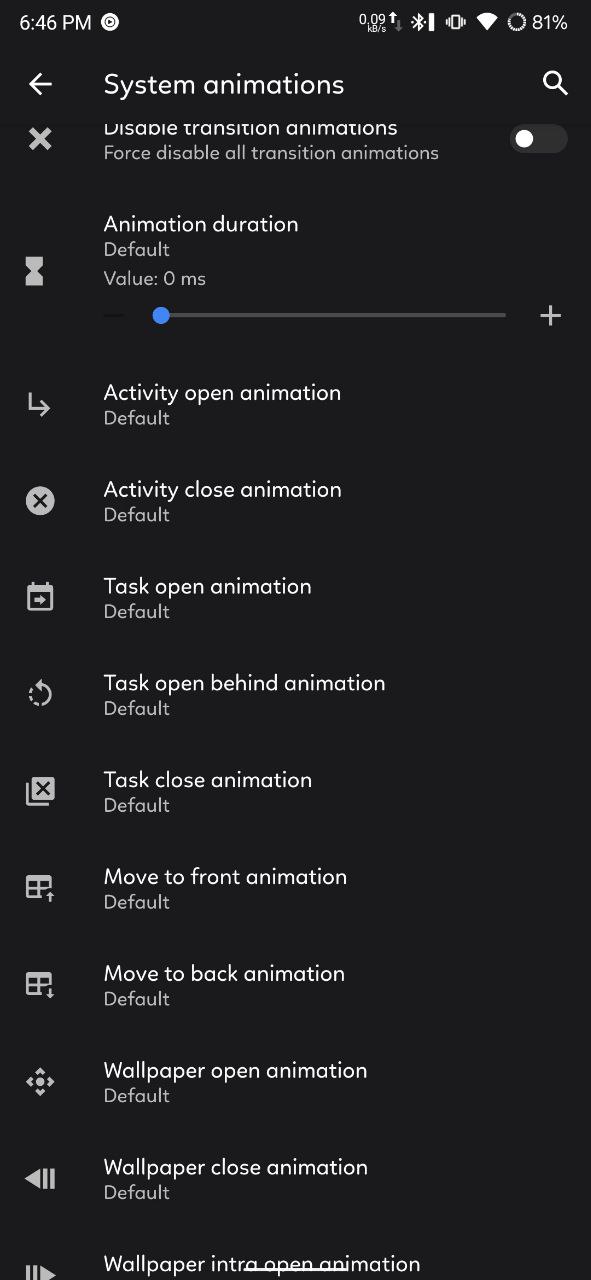 6:46 PM 0.09 kB/s 81%
System animations
Disable transition animations
Force disable all transition animations
Animation duration
Default
Value: 0 ms
Activity open animation
Default
Activity close animation
Default
Task open animation
Default
Task open behind animation
Default
Task close animation
Default
Move to front animation
Default
Move to back animation
Default
Wallpaper open animation
Default
Wallpaper close animation
Default
Wallpaper intra open animation